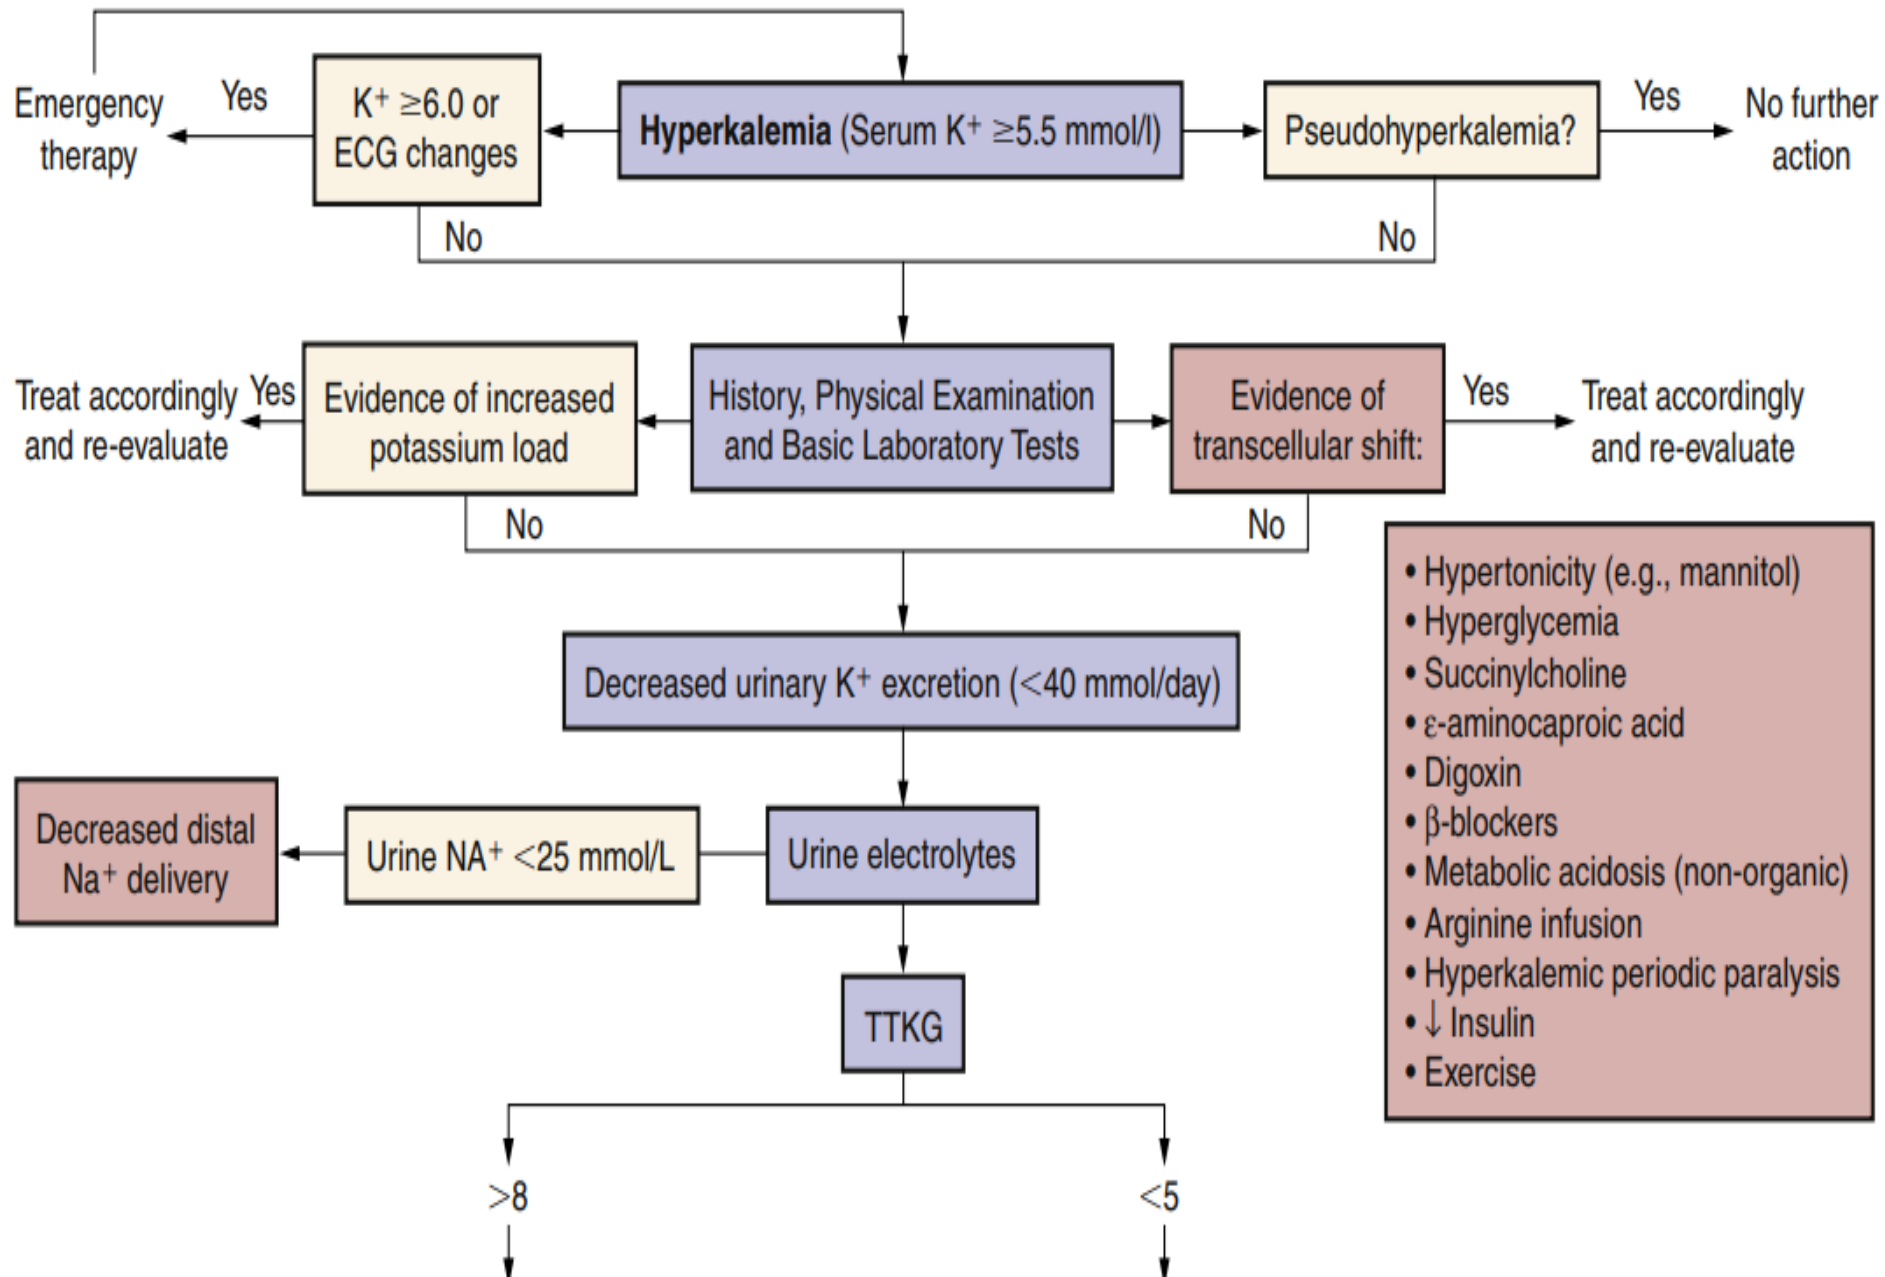 Emergency
therapy
Yes
K⁺ ≥6.0 or
ECG changes
Hyperkalemia (Serum K⁺ ≥5.5 mmol/l)
Pseudohyperkalemia?
Yes
No further
action
No
No
Treat accordingly
and re-evaluate
Yes
Evidence of increased
potassium load
History, Physical Examination
and Basic Laboratory Tests
Evidence of
transcellular shift:
Yes
Treat accordingly
and re-evaluate
No
No
• Hypertonicity (e.g., mannitol)
• Hyperglycemia
• Succinylcholine
• ε-aminocaproic acid
• Digoxin
• β-blockers
• Metabolic acidosis (non-organic)
• Arginine infusion
• Hyperkalemic periodic paralysis
• ↓ Insulin
• Exercise
Decreased urinary K⁺ excretion (<40 mmol/day)
Decreased distal
Na⁺ delivery
Urine NA⁺ <25 mmol/L
Urine electrolytes
TTKG
>8
<5